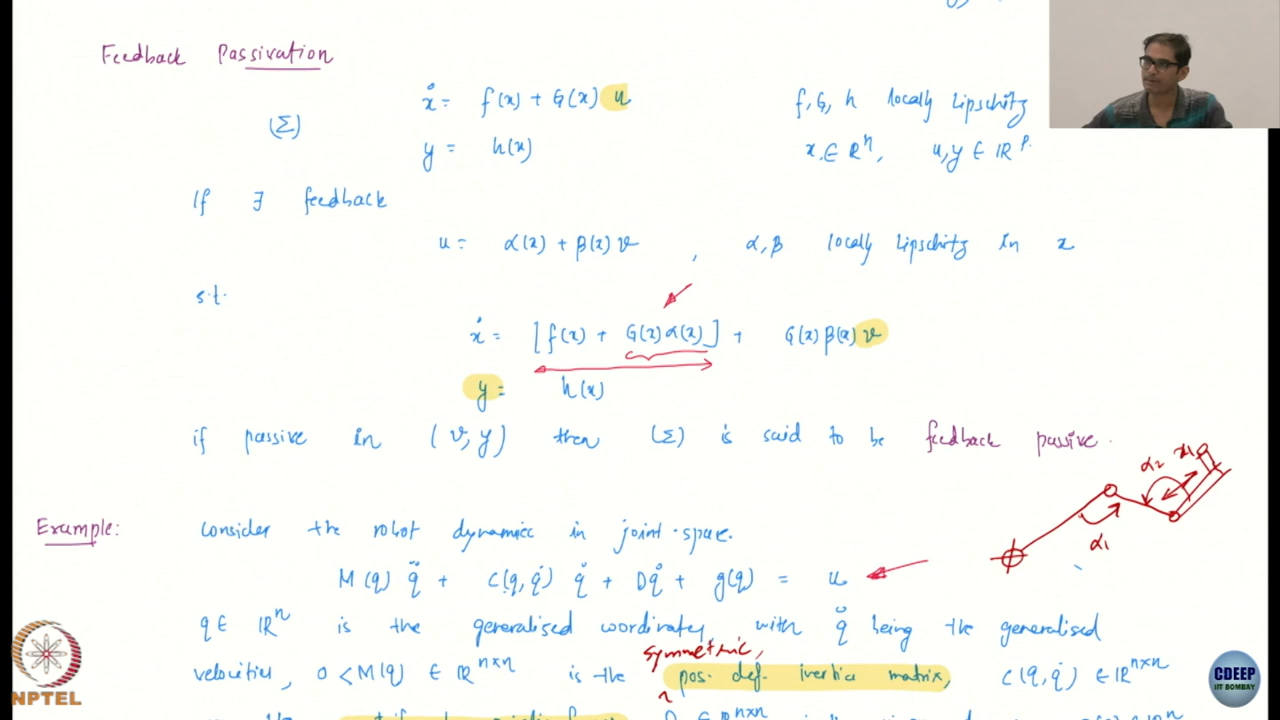 Feedback Passivation
ẋ = f(x) + G(x) u
f, G, h locally lipschitz
(Σ)
y = h(x)
x ∈ ℝⁿ, u,y ∈ ℝᵖ.
If ∃ feedback
u = α(x) + β(x) v , α,β locally lipschitz in x
s.t.
ẋ = [f(x) + G(x)α(x)] + G(x)β(x) v
y = h(x)
if passive in (v, y) then (Σ) is said to be feedback passive.
α2
α1
Example: consider the robot dynamics in joint-space.
M(q) q̈ + C(q, q̇) q̇ + Dq̇ + g(q) = u
q ∈ ℝⁿ is the generalised coordinates with q̇ being the generalised
symmetric,
velocities, 0 < M(q) ∈ ℝⁿˣⁿ is the pos. def. inertia matrix, C(q, q̇) ∈ ℝⁿˣⁿ
NPTEL
CDEEP
IIT BOMBAY